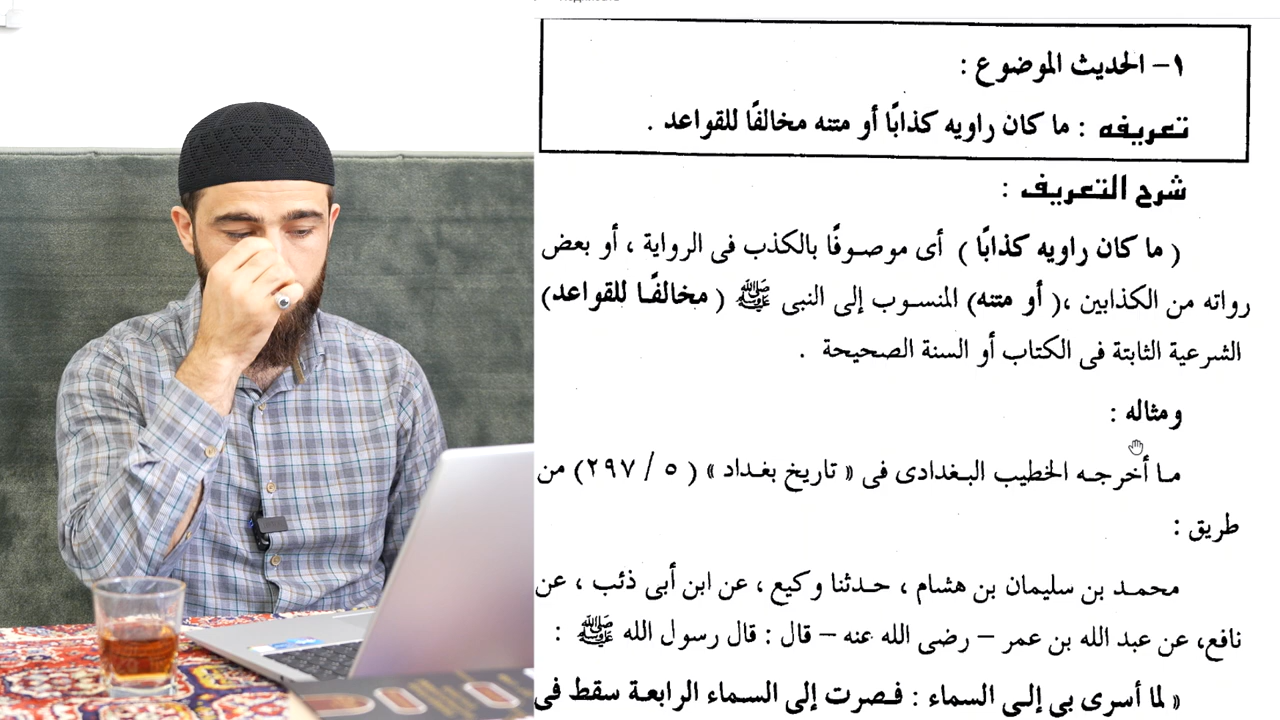 ١- الحديث الموضوع :
تعريفه : ما كان راويه كذابًا أو متنه مخالفًا للقواعد .
شرح التعريف :
( ما كان راويه كذابًا ) أى موصوفًا بالكذب فى الرواية ، أو بعض
رواته من الكذابين ،( أو متنه) المنسوب إلى النبى ﷺ ( مخالفًا للقواعد)
الشرعية الثابتة فى الكتاب أو السنة الصحيحة .
ومثاله :
ما أخرجه الخطيب البغدادى فى « تاريخ بغداد » ( ٥ / ٢٩٧) من
طريق :
محمد بن سليمان بن هشام ، حدثنا وكيع ، عن ابن أبى ذئب ، عن
نافع، عن عبد الله بن عمر – رضى الله عنه – قال : قال رسول الله ﷺ :
« لما أسرى بى إلى السماء : فصرت إلى السماء الرابعة سقط فى